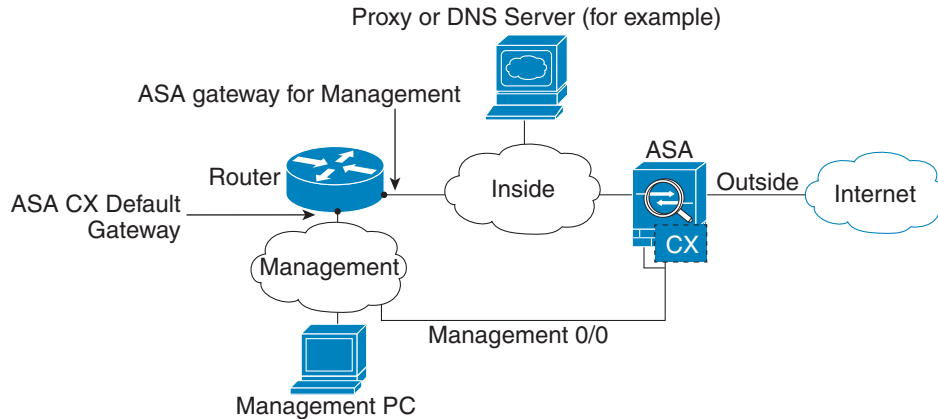 Proxy or DNS Server (for example)
ASA gateway for Management
ASA
Router
Inside
Outside
Internet
ASA CX Default
Gateway
CX
Management
Management 0/0
Management PC